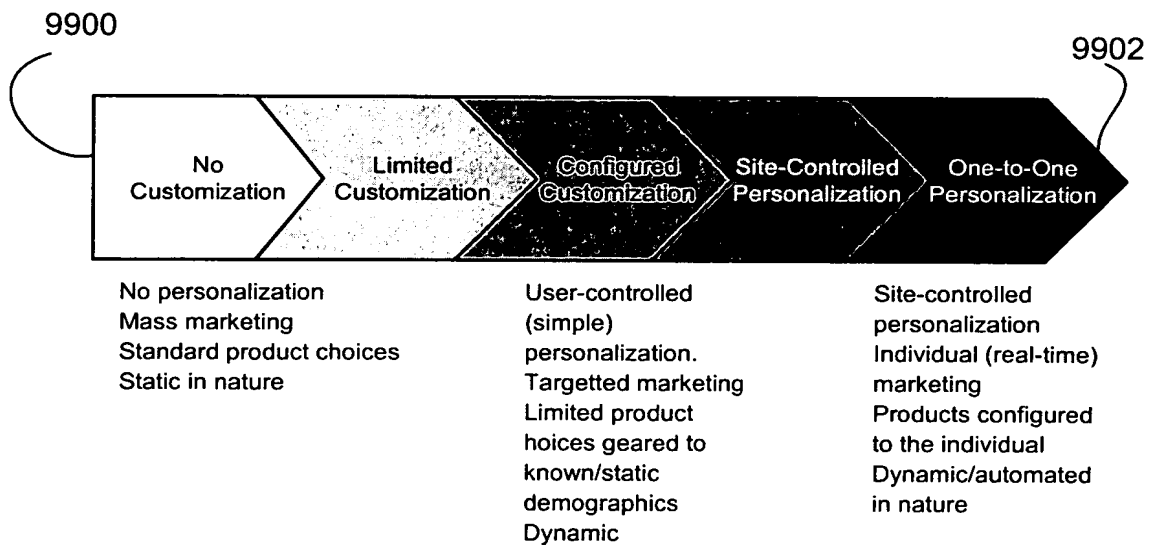 9900
9902
No
Customization
Limited
Customization
Configured
Customization
Site-Controlled
Personalization
One-to-One
Personalization
No personalization
Mass marketing
Standard product choices
Static in nature
User-controlled
(simple)
personalization.
Targetted marketing
Limited product
hoices geared to
known/static
demographics
Dynamic
Site-controlled
personalization
Individual (real-time)
marketing
Products configured
to the individual
Dynamic/automated
in nature